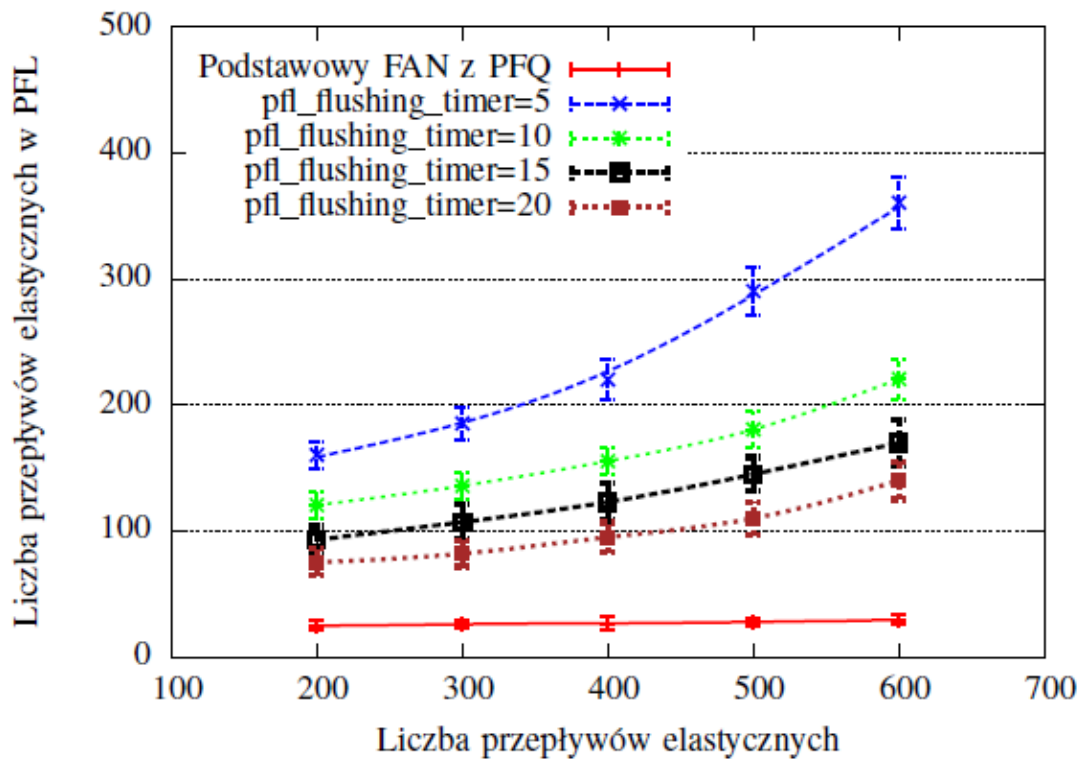 Liczba przepływów elastycznych w PFL
500
400
300
200
100
0
Podstawowy FAN z PFQ
pfl_flushing_timer=5
pfl_flushing_timer=10
pfl_flushing_timer=15
pfl_flushing_timer=20
100 200 300 400 500 600 700
Liczba przepływów elastycznych